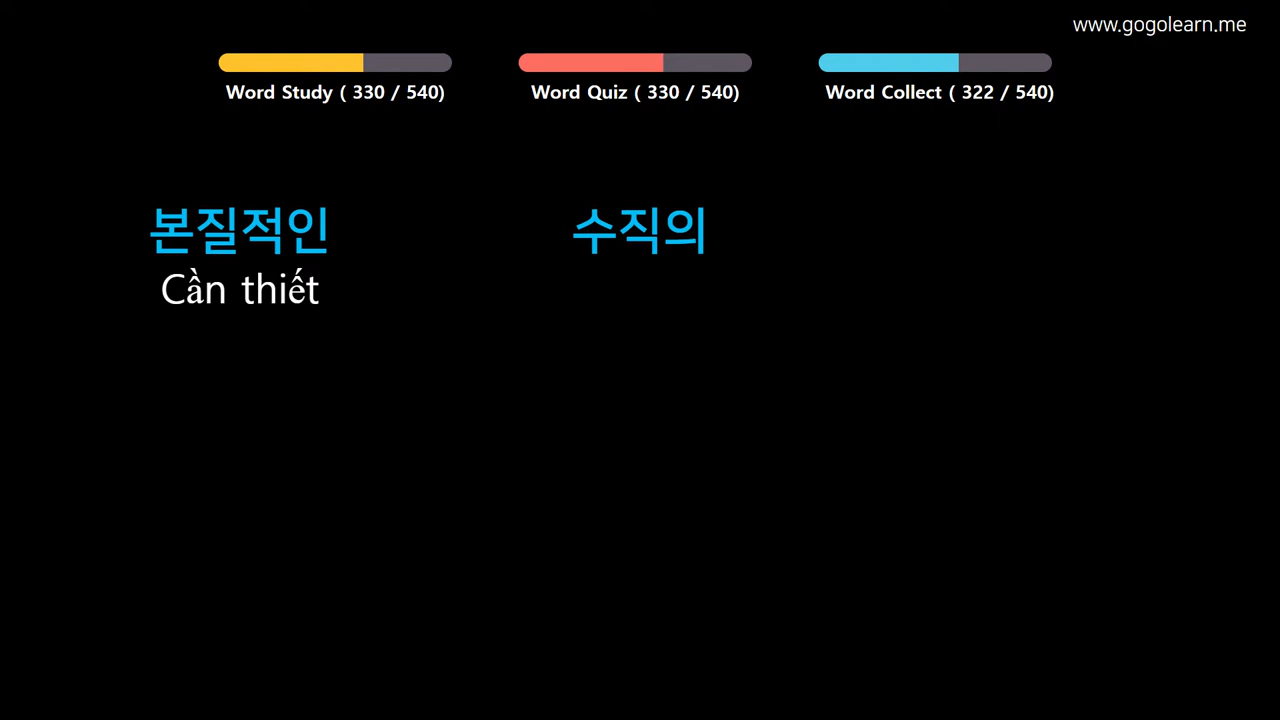 www.gogolearn.me
Word Study ( 330 / 540)
Word Quiz ( 330 / 540)
Word Collect ( 322 / 540)
본질적인
수직의
Cần thiết